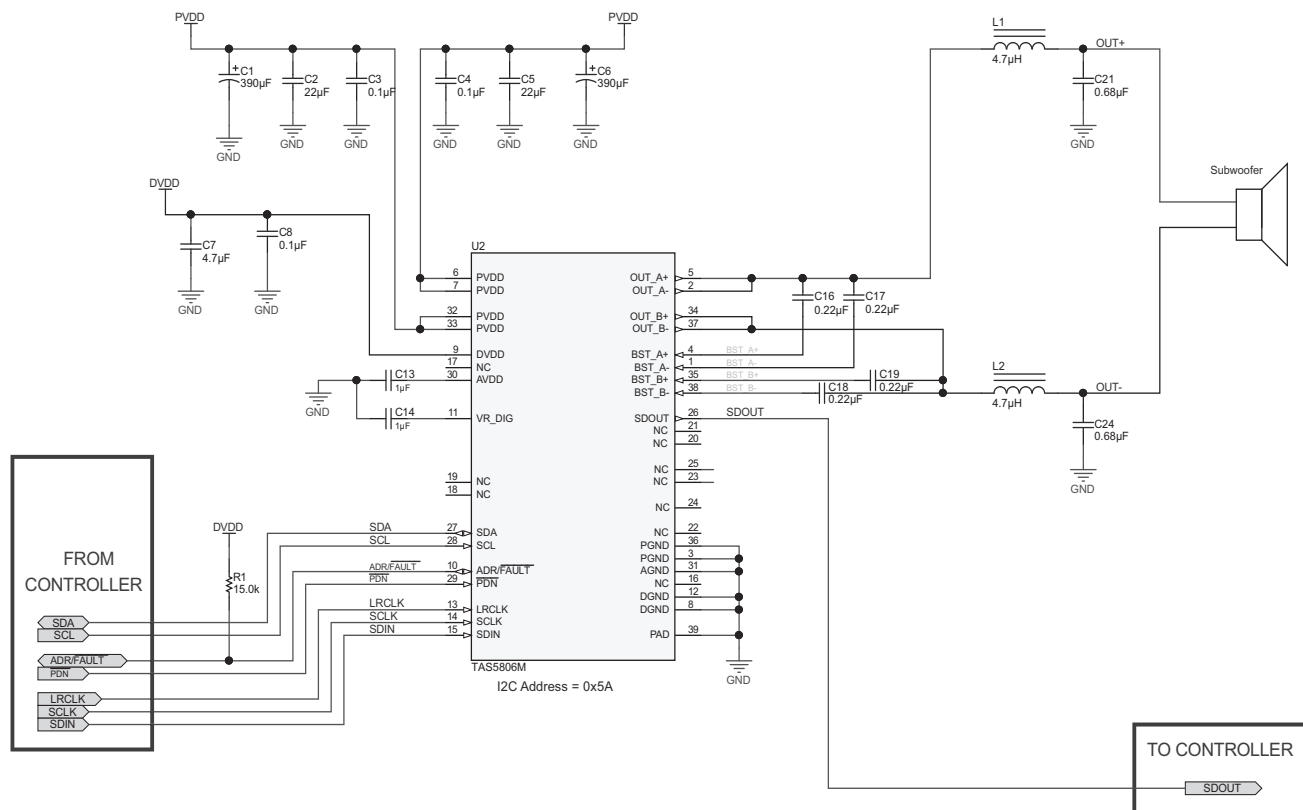 PVDD
PVDD
C1
390µF
C2
22µF
C3
0.1µF
C4
0.1µF
C5
22µF
C6
390µF
GND
GND
GND
GND
GND
GND
L1
4.7µH
OUT+
C21
0.68µF
GND
Subwoofer
DVDD
C7
4.7µF
C8
0.1µF
GND
GND
U2
6 PVDD
7 PVDD
32 PVDD
33 PVDD
9 DVDD
17 NC
30 AVDD
11 VR_DIG
19 NC
18 NC
27 SDA
28 SCL
10 ADR/FAULT
29 PDN
13 LRCLK
14 SCLK
15 SDIN
OUT_A+ 5
OUT_A- 2
OUT_B+ 34
OUT_B- 37
BST_A+ 4
BST_A- 1
BST_B+ 35
BST_B- 38
SDOUT 26
NC 21
NC 20
NC 25
NC 23
NC 24
NC 22
PGND 36
PGND 3
AGND 31
NC 16
DGND 12
DGND 8
PAD 39
TAS5806M
I2C Address = 0x5A
C13
1µF
C14
1µF
GND
C16
0.22µF
C17
0.22µF
BST_A+
BST_A-
BST_B+
BST_B-
C19
0.22µF
C18
0.22µF
SDOUT
L2
4.7µH
OUT-
C24
0.68µF
GND
GND
SDA
SCL
ADR/FAULT
PDN
LRCLK
SCLK
SDIN
DVDD
R1
15.0k
FROM
CONTROLLER
SDA
SCL
ADR/FAULT
PDN
LRCLK
SCLK
SDIN
TO CONTROLLER
SDOUT